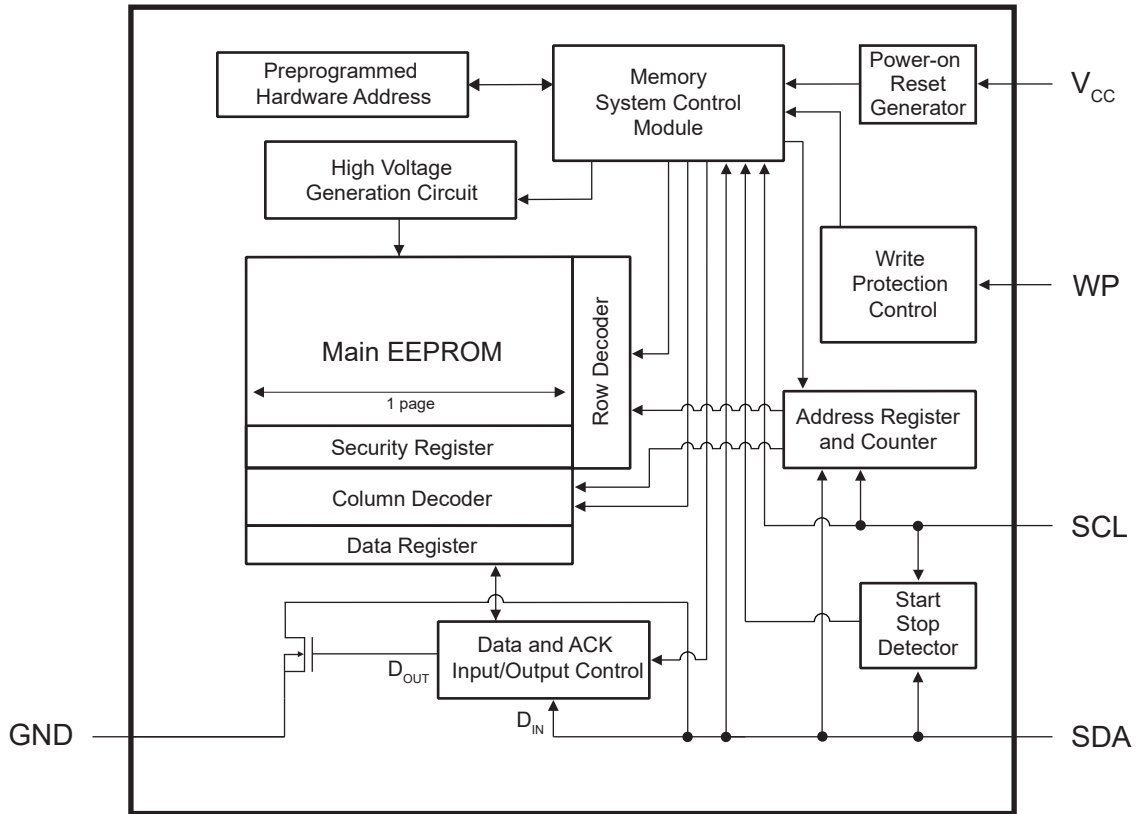 Preprogrammed
Hardware Address
Memory
System Control
Module
Power-on
Reset
Generator
VCC
High Voltage
Generation Circuit
Write
Protection
Control
WP
Main EEPROM
1 page
Row Decoder
Address Register
and Counter
Security Register
Column Decoder
Data Register
SCL
Start
Stop
Detector
Data and ACK
Input/Output Control
DOUT
DIN
GND
SDA